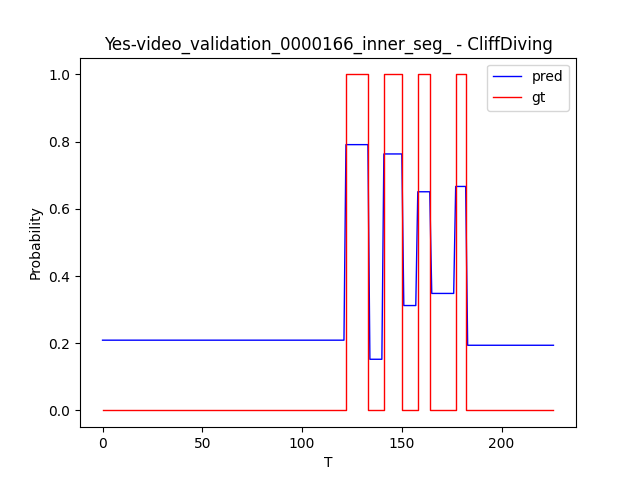 Yes-video_validation_0000166_inner_seg_ - CliffDiving
pred
gt
1.0
0.8
0.6
0.4
0.2
0.0
Probability
0
50
100
150
200
T